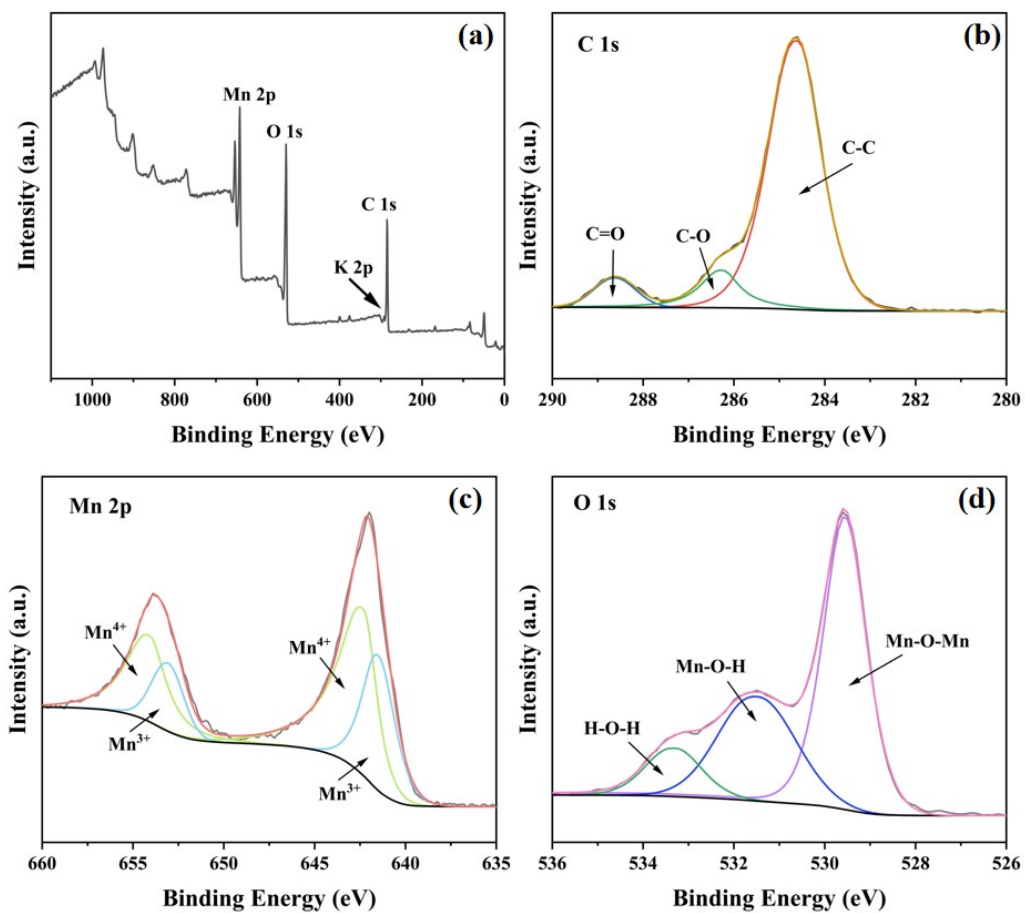 (a)
Mn 2p
O 1s
C 1s
K 2p
Intensity (a.u.)
1000 800 600 400 200 0
Binding Energy (eV)
C 1s
(b)
C-C
C=O
C-O
Intensity (a.u.)
290 288 286 284 282 280
Binding Energy (eV)
Mn 2p
(c)
Mn⁴⁺
Mn⁴⁺
Mn³⁺
Mn³⁺
Intensity (a.u.)
660 655 650 645 640 635
Binding Energy (eV)
O 1s
(d)
Mn-O-Mn
Mn-O-H
H-O-H
Intensity (a.u.)
536 534 532 530 528 526
Binding Energy (eV)